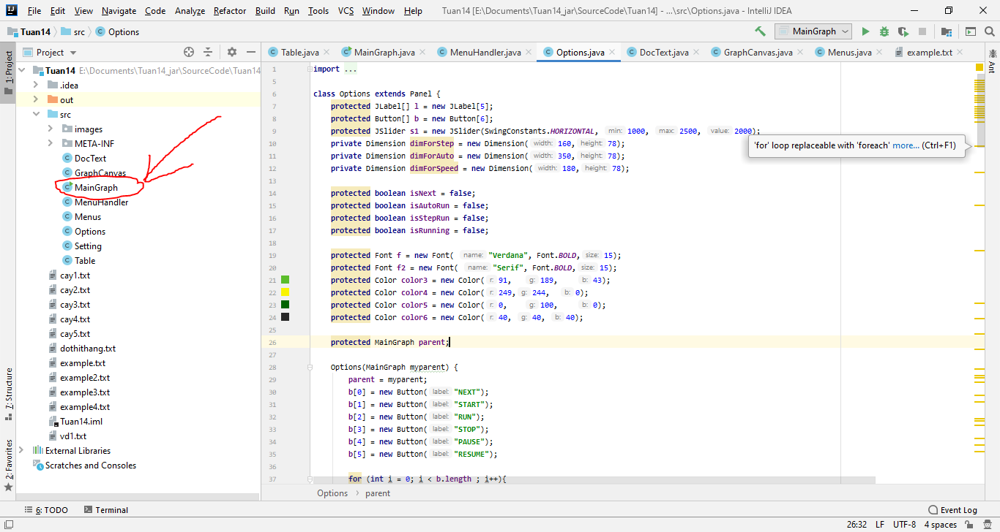 File Edit View Navigate Code Analyze Refactor Build Run Tools VCS Window Help Tuan14 [E:\Documents\Tuan14_jar\SourceCode\Tuan14] - ...\src\Options.java - IntelliJ IDEA
Tuan14 src Options MainGraph
Project
Table.java MainGraph.java MenuHandler.java Options.java DocText.java GraphCanvas.java Menus.java example.txt
1: Project
7: Structure
2: Favorites
Ant
Tuan14 E:\Documents\Tuan14_jar\SourceCode\Tuan14
.idea
out
src
images
META-INF
DocText
GraphCanvas
MainGraph
MenuHandler
Menus
Options
Setting
Table
cay1.txt
cay2.txt
cay3.txt
cay4.txt
cay5.txt
dothithang.txt
example.txt
example2.txt
example3.txt
example4.txt
Tuan14.iml
vd1.txt
External Libraries
Scratches and Consoles
1 import ...
5
6 class Options extends Panel {
7 protected JLabel[] l = new JLabel[5];
8 protected Button[] b = new Button[6];
9 protected JSlider s1 = new JSlider(SwingConstants.HORIZONTAL, min: 1000, max: 2500, value: 2000);
10 private Dimension dimForStep = new Dimension( width: 160, height: 78);
11 private Dimension dimForAuto = new Dimension( width: 350, height: 78);
12 private Dimension dimForSpeed = new Dimension( width: 180, height: 78);
13
14 protected boolean isNext = false;
15 protected boolean isAutoRun = false;
16 protected boolean isStepRun = false;
17 protected boolean isRunning = false;
18
19 protected Font f = new Font( name: "Verdana", Font.BOLD, size: 15);
20 protected Font f2 = new Font( name: "Serif", Font.BOLD, size: 15);
21 protected Color color3 = new Color( r: 91, g: 189, b: 43);
22 protected Color color4 = new Color( r: 249, g: 244, b: 0);
23 protected Color color5 = new Color( r: 0, g: 100, b: 0);
24 protected Color color6 = new Color( r: 40, g: 40, b: 40);
25
26 protected MainGraph parent;
27
28 Options(MainGraph myparent) {
29 parent = myparent;
30 b[0] = new Button( label: "NEXT");
31 b[1] = new Button( label: "START");
32 b[2] = new Button( label: "RUN");
33 b[3] = new Button( label: "STOP");
34 b[4] = new Button( label: "PAUSE");
35 b[5] = new Button( label: "RESUME");
36
37 for (int i = 0; i < b.length ; i++){
'for' loop replaceable with 'foreach' more... (Ctrl+F1)
Options parent
6: TODO Terminal Event Log
26:32 LF UTF-8 4 spaces